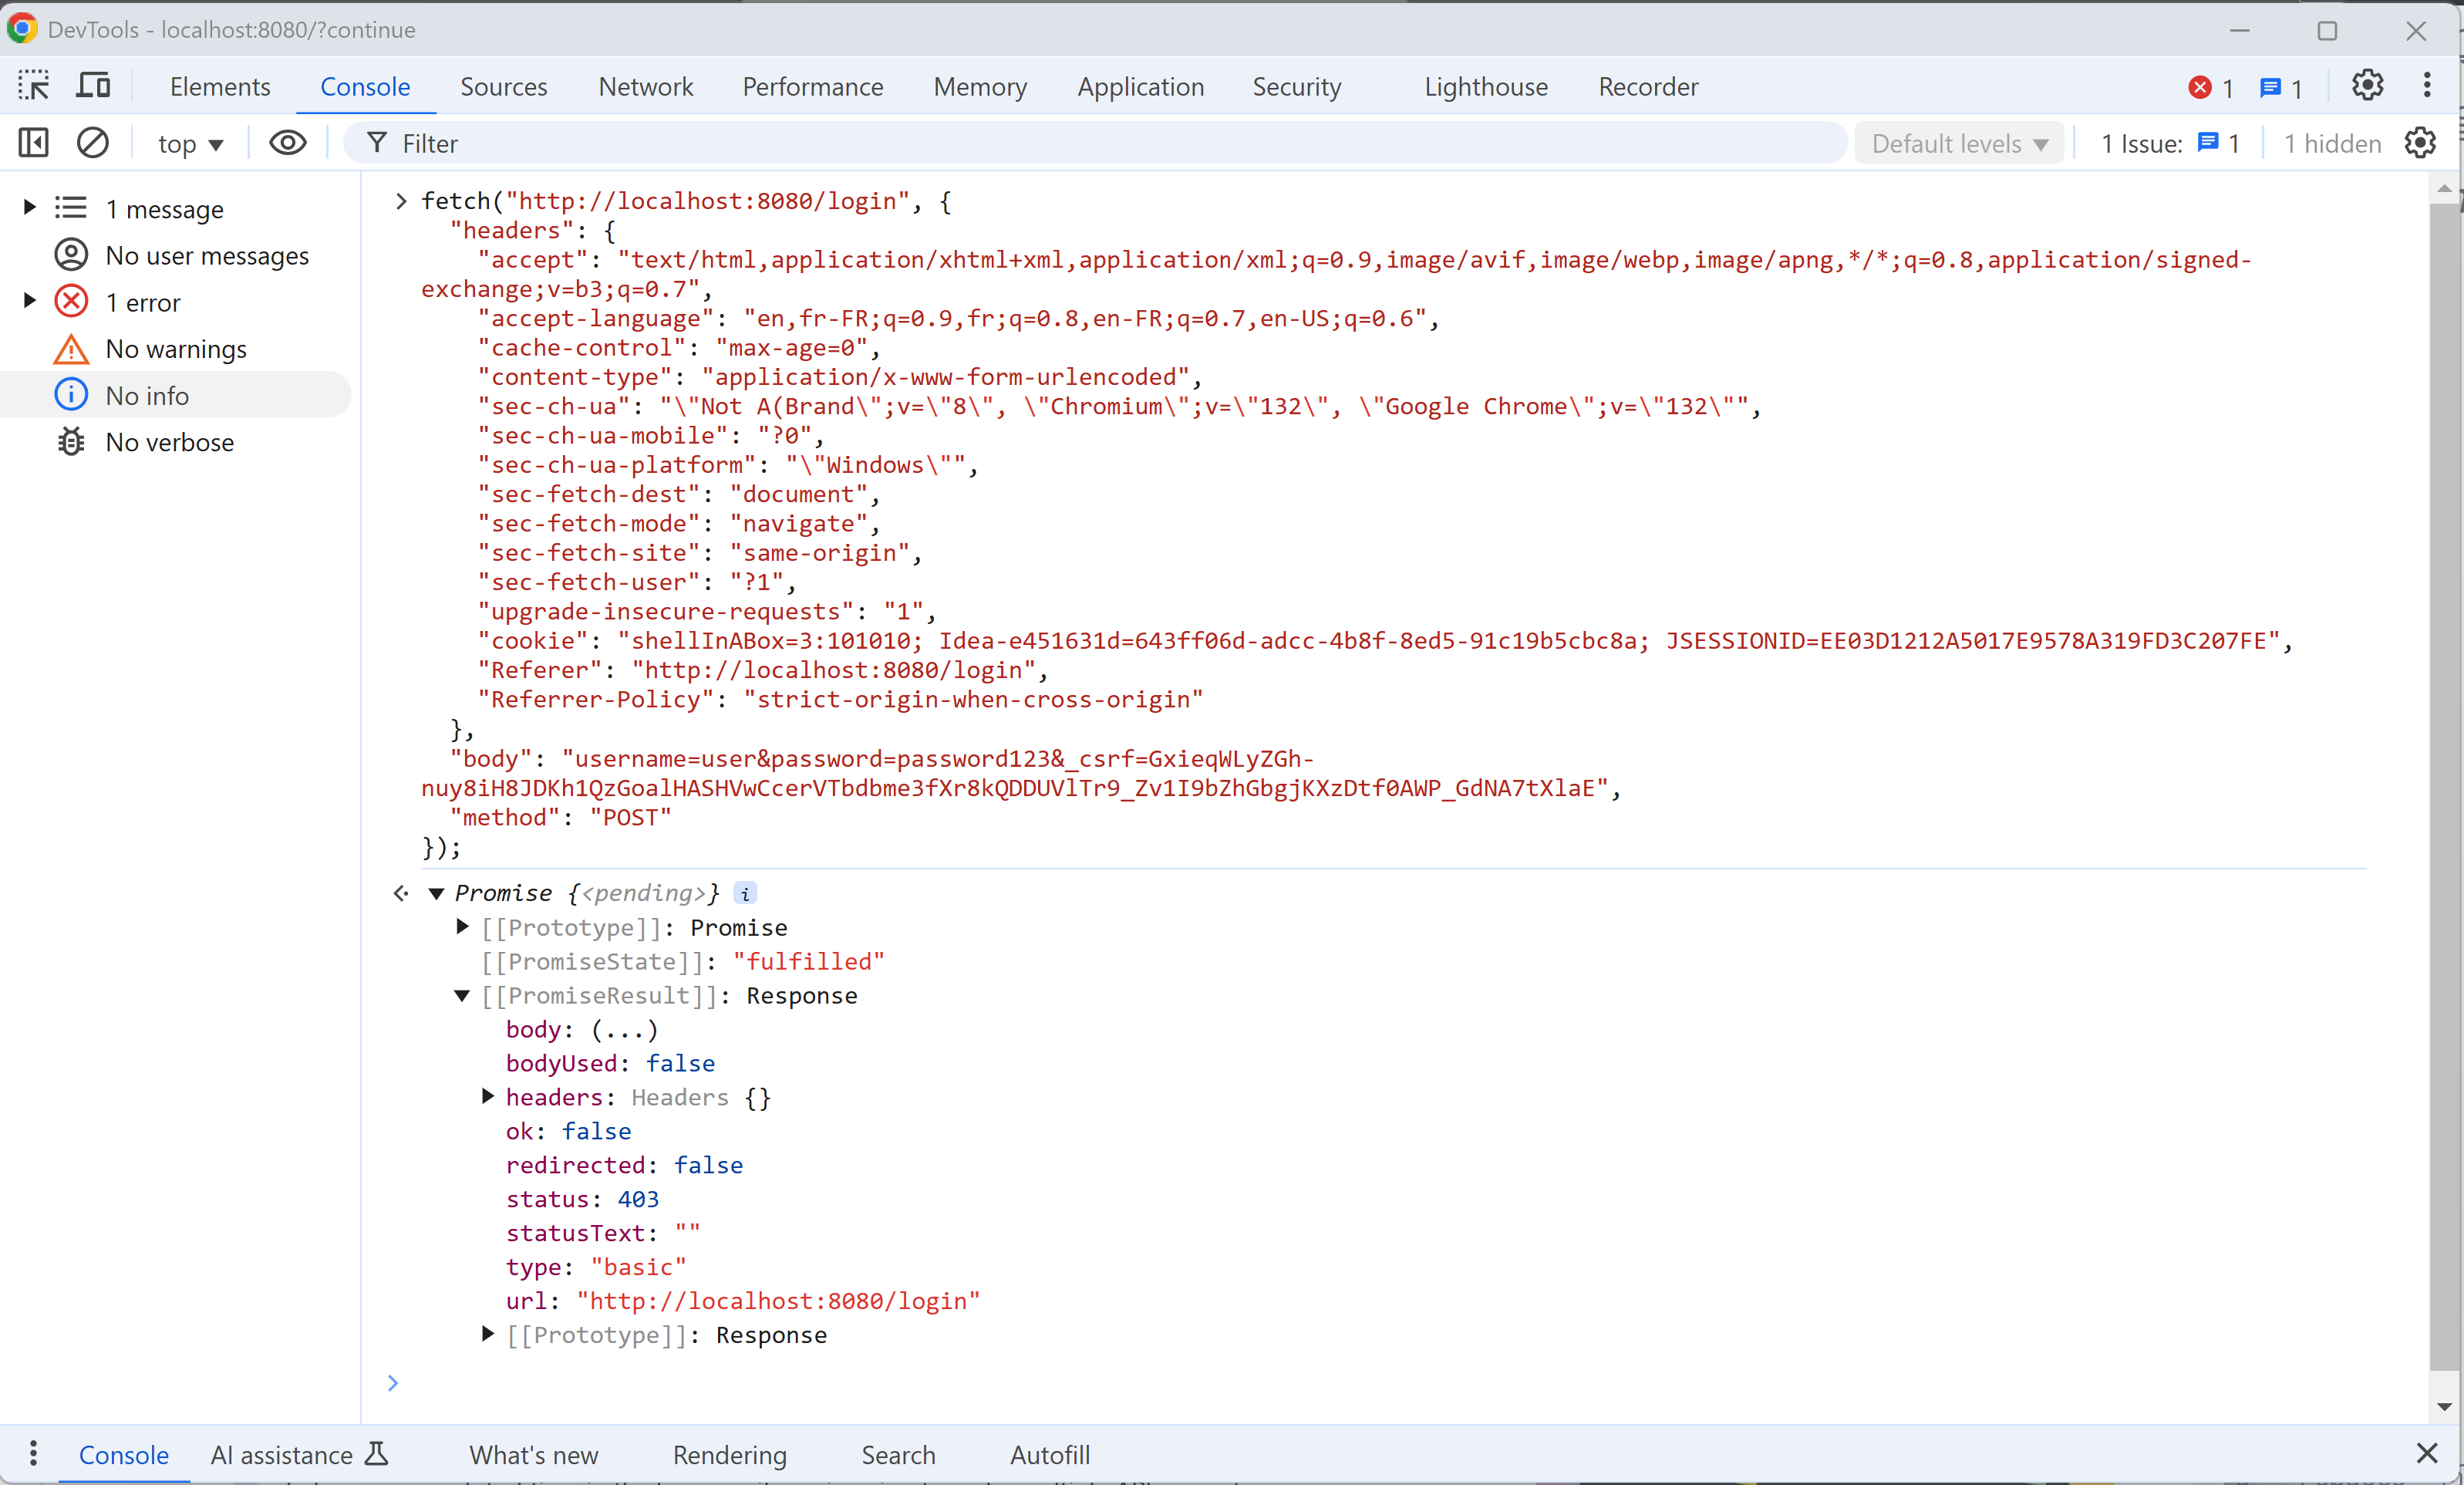 DevTools - localhost:8080/?continue
Elements Console Sources Network Performance Memory Application Security Lighthouse Recorder 1 1
top Filter Default levels 1 Issue: 1 1 hidden
1 message
No user messages
1 error
No warnings
No info
No verbose
fetch("http://localhost:8080/login", {
"headers": {
"accept": "text/html,application/xhtml+xml,application/xml;q=0.9,image/avif,image/webp,image/apng,*/*;q=0.8,application/signed-
exchange;v=b3;q=0.7",
"accept-language": "en,fr-FR;q=0.9,fr;q=0.8,en-FR;q=0.7,en-US;q=0.6",
"cache-control": "max-age=0",
"content-type": "application/x-www-form-urlencoded",
"sec-ch-ua": "\"Not A(Brand\";v=\"8\", \"Chromium\";v=\"132\", \"Google Chrome\";v=\"132\"",
"sec-ch-ua-mobile": "?0",
"sec-ch-ua-platform": "\"Windows\"",
"sec-fetch-dest": "document",
"sec-fetch-mode": "navigate",
"sec-fetch-site": "same-origin",
"sec-fetch-user": "?1",
"upgrade-insecure-requests": "1",
"cookie": "shellInABox=3:101010; Idea-e451631d=643ff06d-adcc-4b8f-8ed5-91c19b5cbc8a; JSESSIONID=EE03D1212A5017E9578A319FD3C207FE",
"Referer": "http://localhost:8080/login",
"Referrer-Policy": "strict-origin-when-cross-origin"
},
"body": "username=user&password=password123&_csrf=GxieqWLyZGh-
nuy8iH8JDKh1QzGoalHASHVwCcerVTbdbme3fXr8kQDDUVlTr9_Zv1I9bZhGbgjKXzDtf0AWP_GdNA7tXlaE",
"method": "POST"
});
Promise {<pending>} i
[[Prototype]]: Promise
[[PromiseState]]: "fulfilled"
[[PromiseResult]]: Response
body: (...)
bodyUsed: false
headers: Headers {}
ok: false
redirected: false
status: 403
statusText: ""
type: "basic"
url: "http://localhost:8080/login"
[[Prototype]]: Response
Console AI assistance What's new Rendering Search Autofill